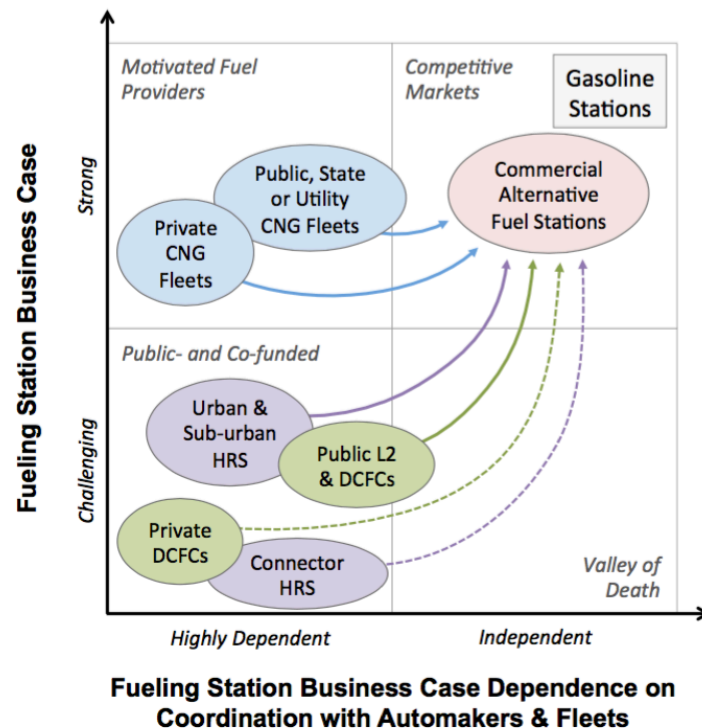 Motivated Fuel
Providers
Competitive
Markets
Gasoline
Stations
Public, State
or Utility
CNG Fleets
Commercial
Alternative
Fuel Stations
Private
CNG
Fleets
Strong
Fueling Station Business Case
Public- and Co-funded
Urban &
Sub-urban
HRS
Public L2
& DCFCs
Challenging
Private
DCFCs
Connector
HRS
Valley of
Death
Highly Dependent
Independent
Fueling Station Business Case Dependence on
Coordination with Automakers & Fleets